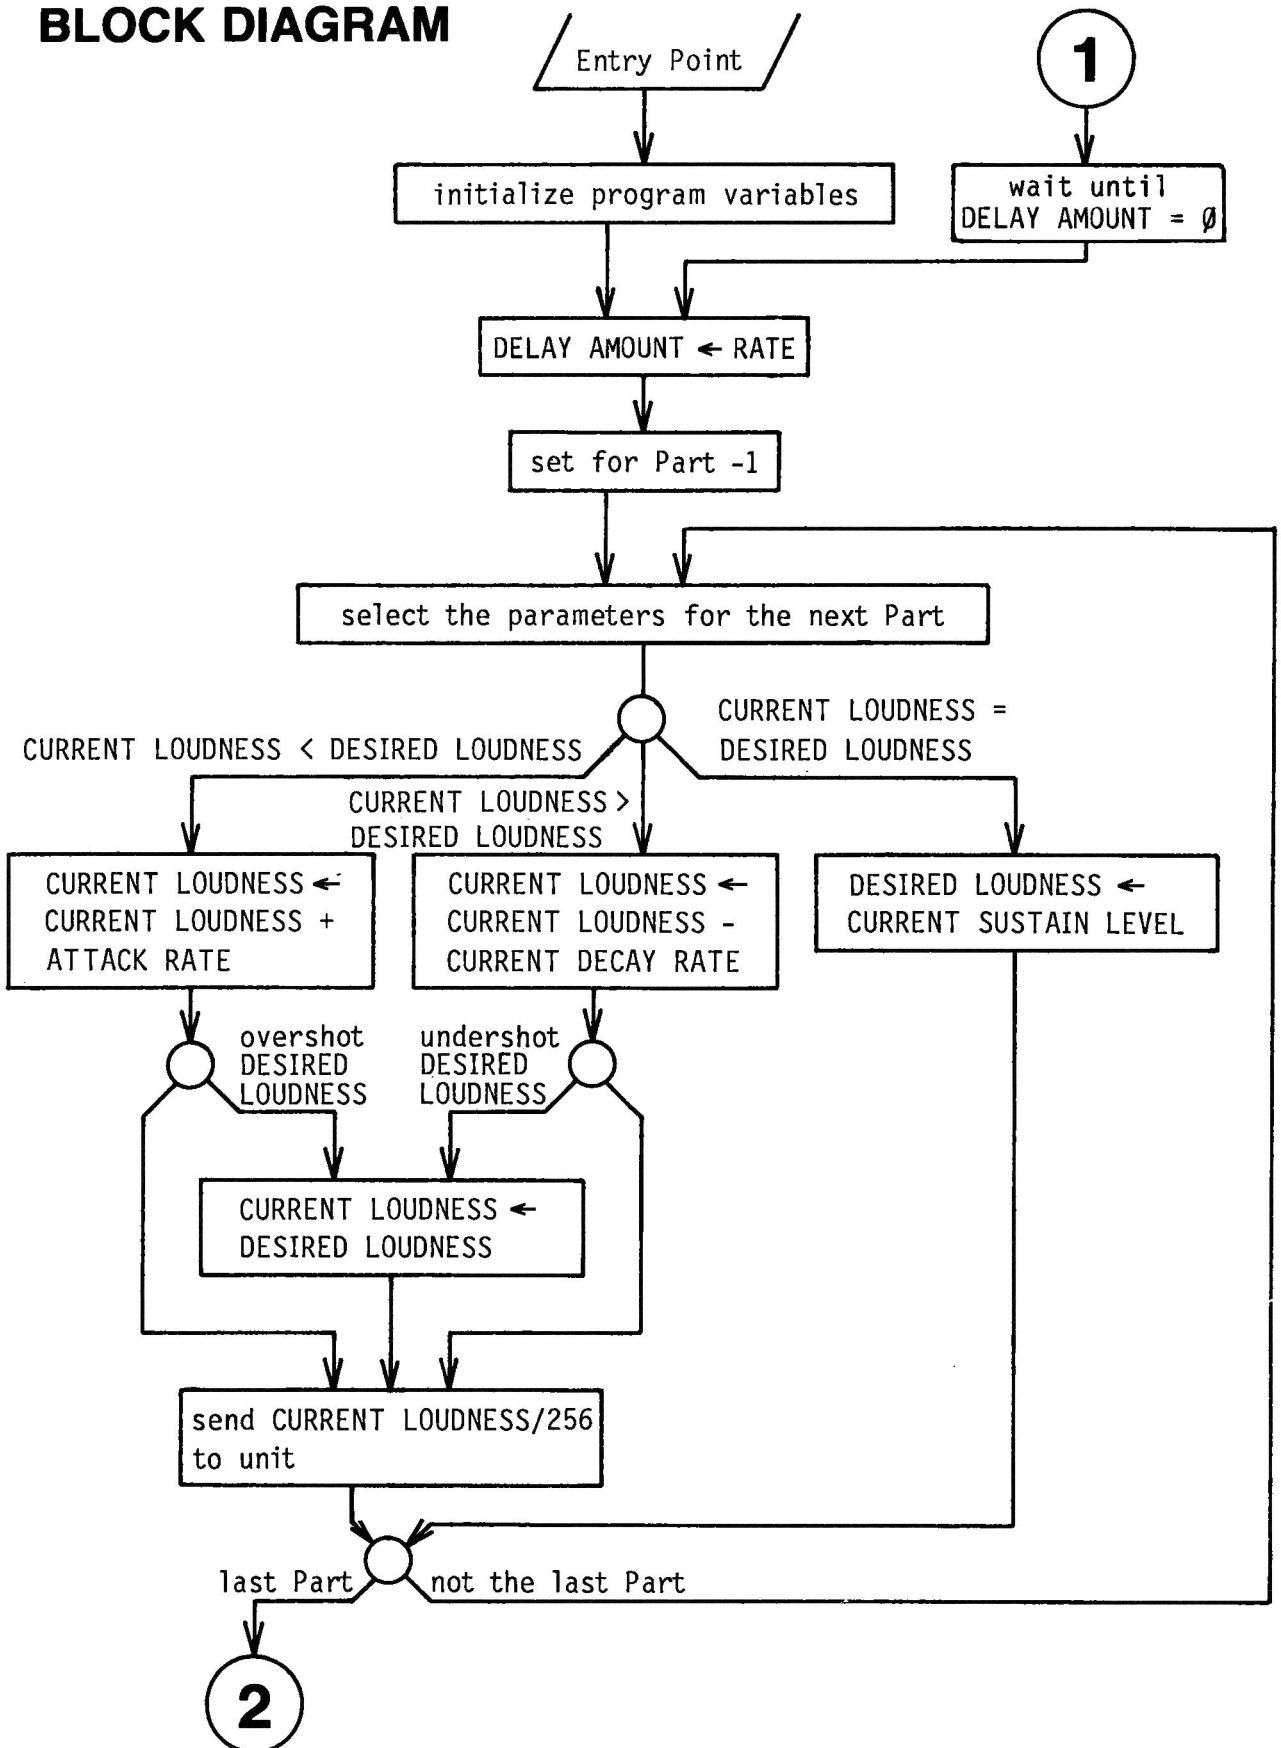 BLOCK DIAGRAM
Entry Point
1
initialize program variables
wait until
DELAY AMOUNT = Ø
DELAY AMOUNT ← RATE
set for Part -1
select the parameters for the next Part
CURRENT LOUDNESS =
DESIRED LOUDNESS
CURRENT LOUDNESS < DESIRED LOUDNESS
CURRENT LOUDNESS >
DESIRED LOUDNESS
CURRENT LOUDNESS ←
CURRENT LOUDNESS +
ATTACK RATE
CURRENT LOUDNESS ←
CURRENT LOUDNESS -
CURRENT DECAY RATE
DESIRED LOUDNESS ←
CURRENT SUSTAIN LEVEL
overshot
DESIRED
LOUDNESS
undershot
DESIRED
LOUDNESS
CURRENT LOUDNESS ←
DESIRED LOUDNESS
send CURRENT LOUDNESS/256
to unit
last Part
not the last Part
2